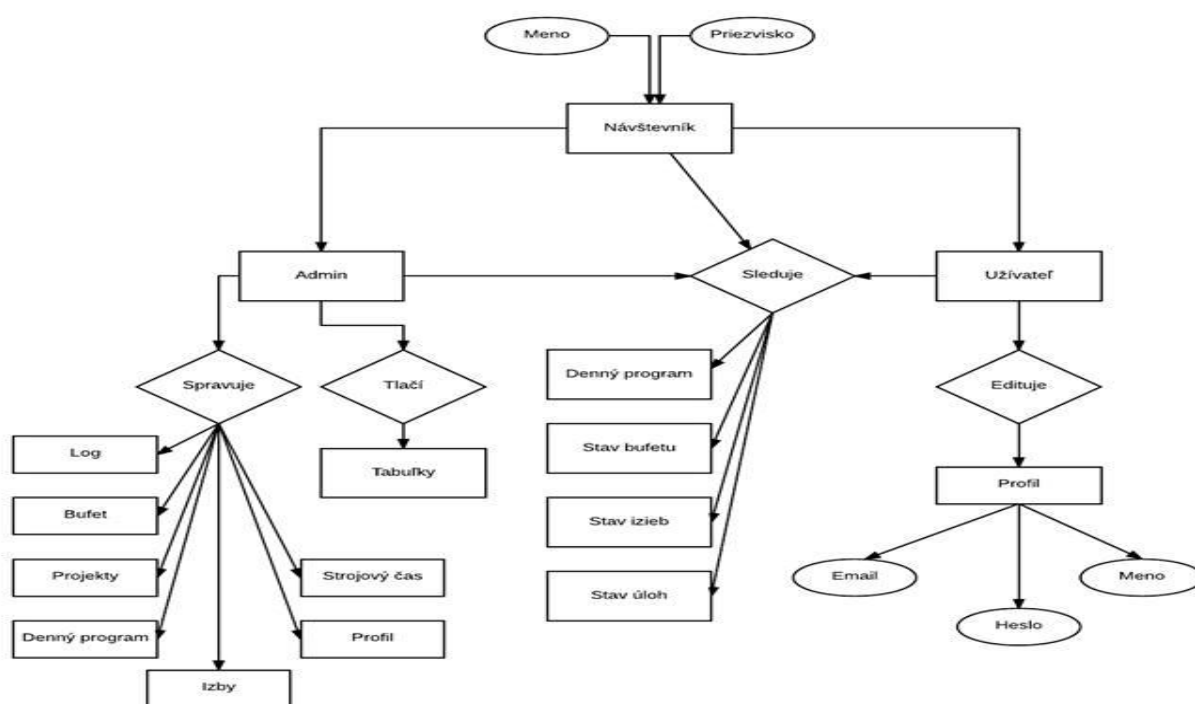 Meno
Priezvisko
Návštevník
Admin
Sleduje
Užívateľ
Spravuje
Tlačí
Denný program
Edituje
Log
Tabuľky
Stav bufetu
Profil
Bufet
Stav izieb
Projekty
Strojový čas
Stav úloh
Email
Meno
Heslo
Denný program
Profil
Izby